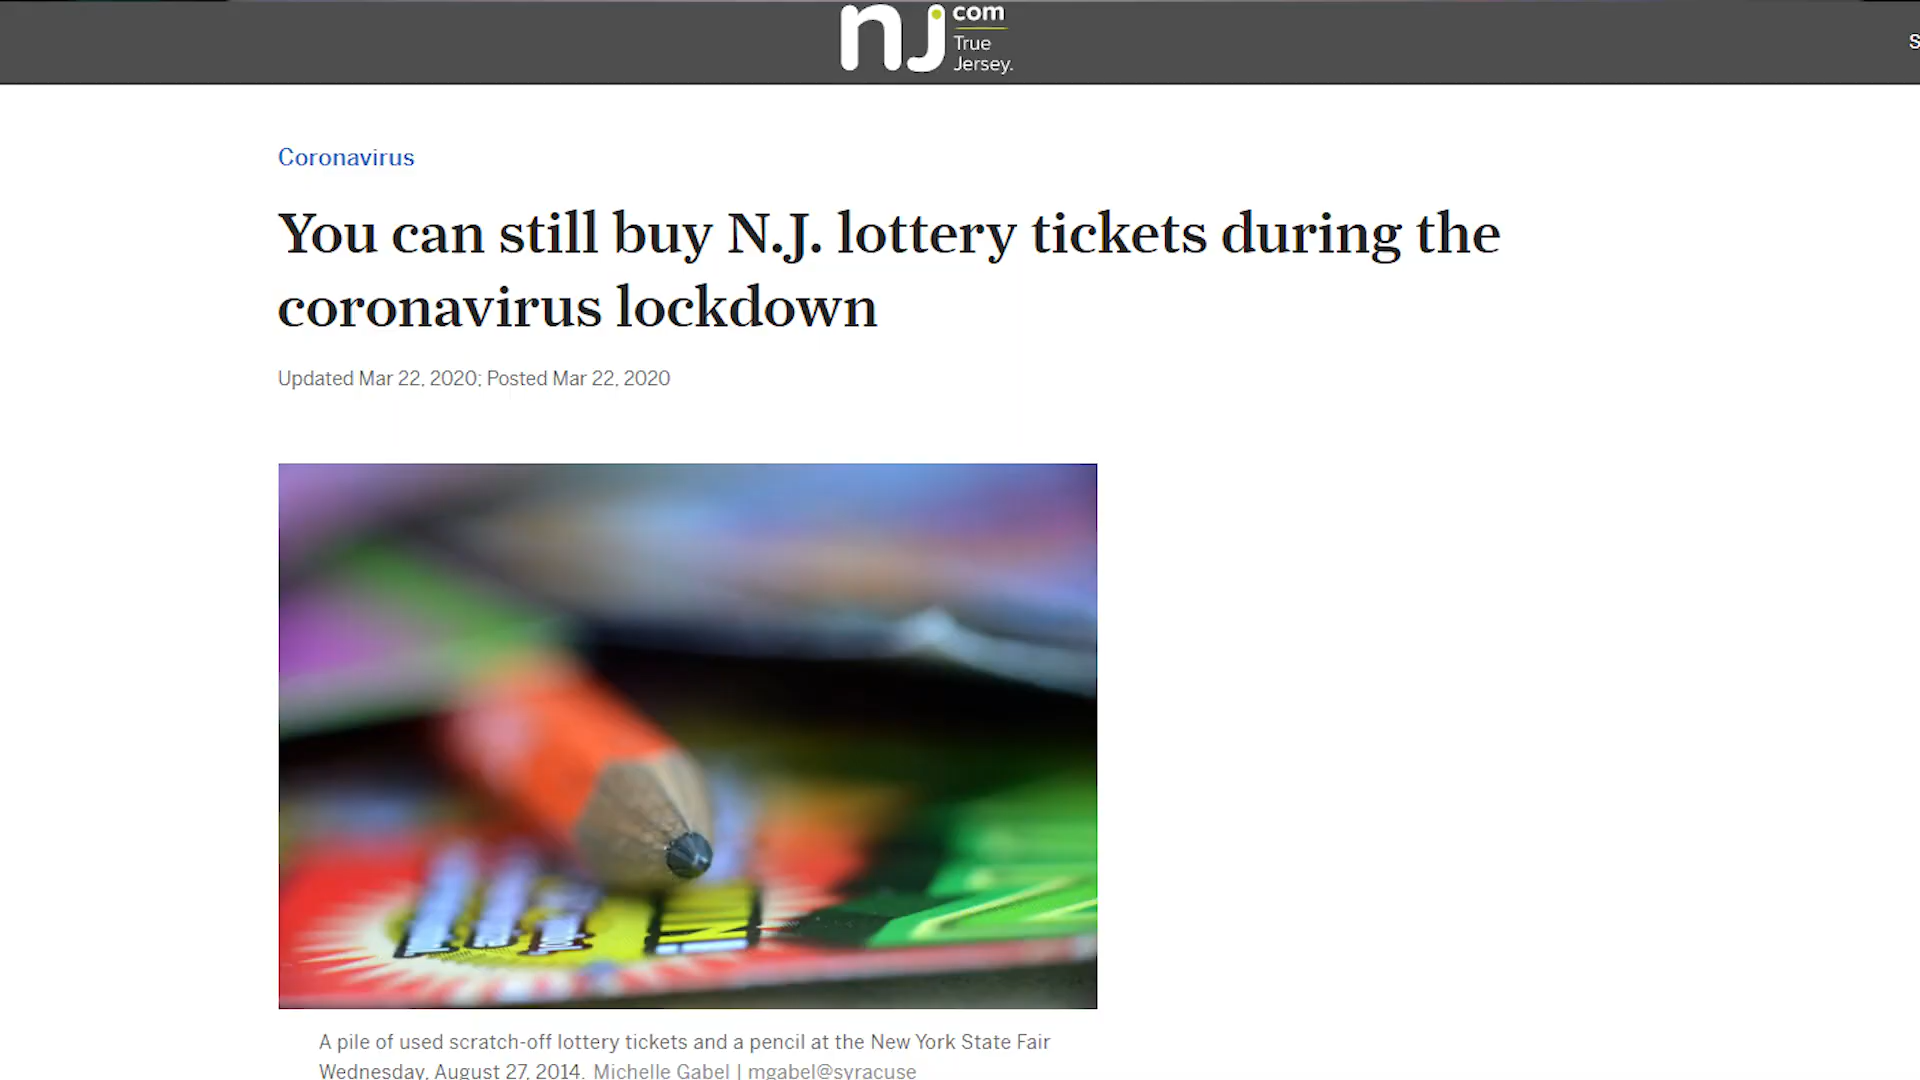 nj
com
True
Jersey.
S
Coronavirus
You can still buy N.J. lottery tickets during the
coronavirus lockdown
Updated Mar 22, 2020; Posted Mar 22, 2020
A pile of used scratch-off lottery tickets and a pencil at the New York State Fair
Wednesday, August 27, 2014. Michelle Gabel | mgabel@syracuse